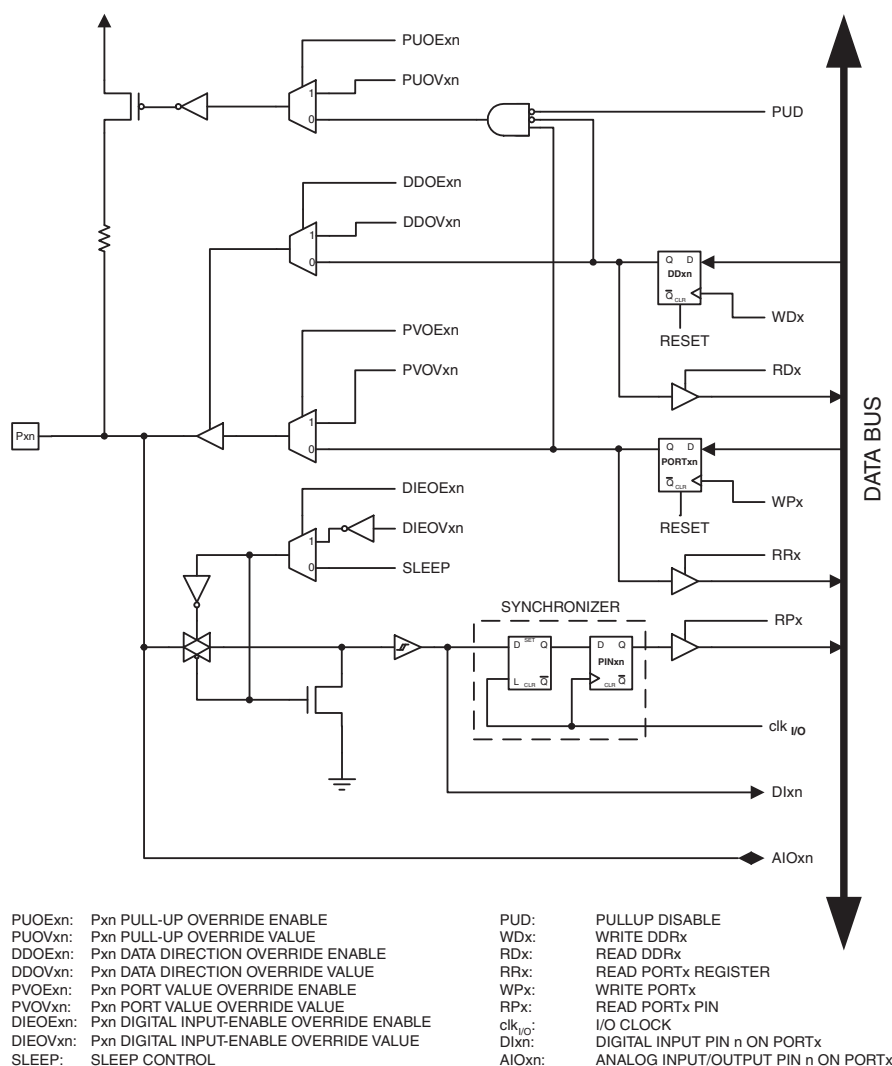 PUOExn
PUOVxn
1
0
PUD
DDOExn
DDOVxn
1
0
Q D
DDxn
Q CLR
WDx
RESET
RDx
PVOExn
PVOVxn
Pxn
1
0
Q D
PORTxn
Q CLR
WPx
RESET
RRx
DATA BUS
DIEOExn
DIEOVxn
1
0
SLEEP
SYNCHRONIZER
RPx
D SET Q
L CLR Q
D Q
PINxn
CLR Q
clk I/O
DIxn
AIOxn
PUOExn: Pxn PULL-UP OVERRIDE ENABLE
PUOVxn: Pxn PULL-UP OVERRIDE VALUE
DDOExn: Pxn DATA DIRECTION OVERRIDE ENABLE
DDOVxn: Pxn DATA DIRECTION OVERRIDE VALUE
PVOExn: Pxn PORT VALUE OVERRIDE ENABLE
PVOVxn: Pxn PORT VALUE OVERRIDE VALUE
DIEOExn: Pxn DIGITAL INPUT-ENABLE OVERRIDE ENABLE
DIEOVxn: Pxn DIGITAL INPUT-ENABLE OVERRIDE VALUE
SLEEP: SLEEP CONTROL
PUD: PULLUP DISABLE
WDx: WRITE DDRx
RDx: READ DDRx
RRx: READ PORTx REGISTER
WPx: WRITE PORTx
RPx: READ PORTx PIN
clkI/O: I/O CLOCK
DIxn: DIGITAL INPUT PIN n ON PORTx
AIOxn: ANALOG INPUT/OUTPUT PIN n ON PORTx